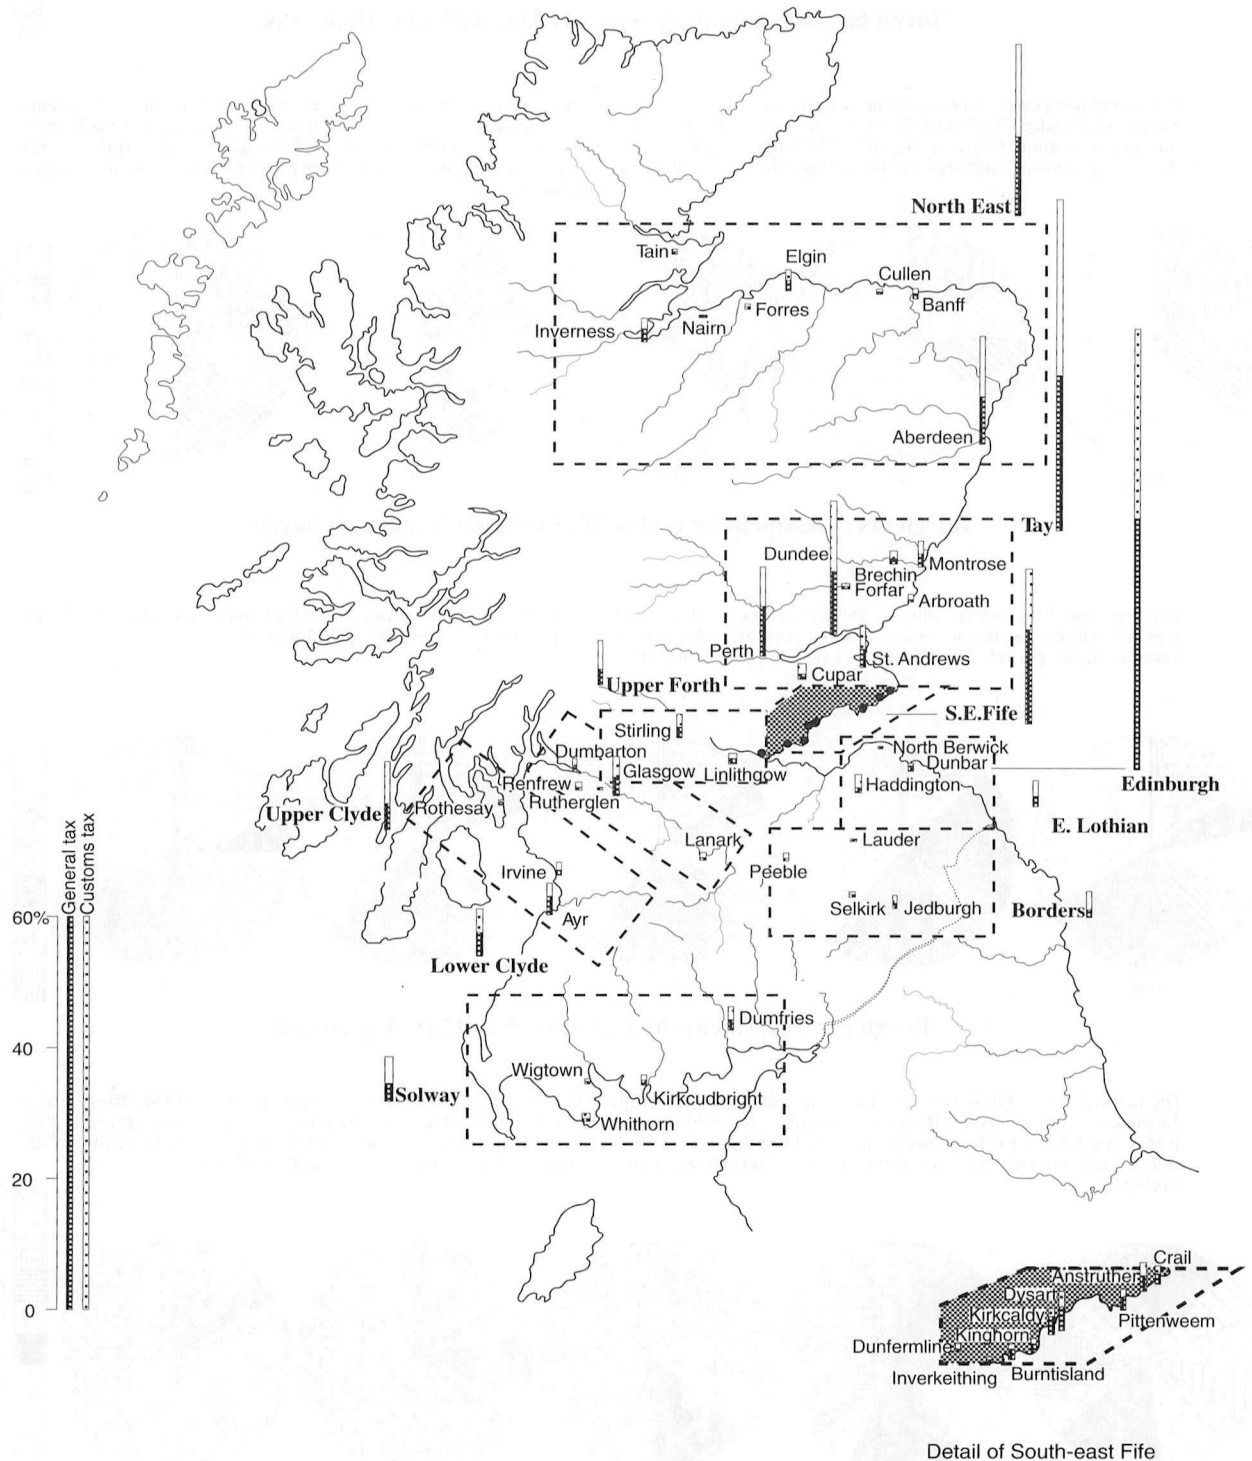 North East
Tain
Elgin
Cullen
Banff
Forres
Nairn
Inverness
Aberdeen
Tay
Dundee
Montrose
Brechin
Forfar
Arbroath
Perth
St. Andrews
Cupar
Upper Forth
S.E.Fife
Stirling
North Berwick
Dunbar
Dumbarton
Glasgow
Linlithgow
Haddington
Edinburgh
Renfrew
Rutherglen
Rothesay
Upper Clyde
E. Lothian
Lanark
Lauder
Peeble
Irvine
Selkirk
Jedburgh
Borders
Ayr
Lower Clyde
General tax
Customs tax
60%
40
20
0
Dumfries
Wigtown
Kirkcudbright
Whithorn
Solway
Crail
Anstruther
Dysart
Kirkcaldy
Pittenweem
Kinghorn
Dunfermline
Burntisland
Inverkeithing
Detail of South-east Fife